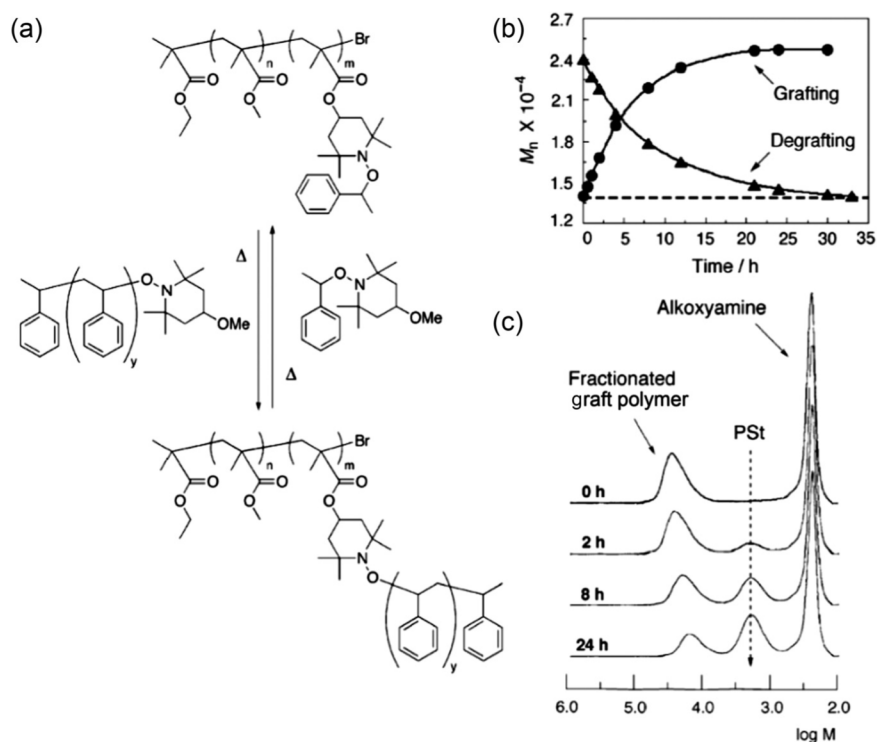 (a)
Br
n m
O O O
O O O
N
O
Δ
O N
OMe
y
O N
OMe
Δ
Br
n m
O O O
O O O
N
O
y
(b)
2.7
2.4
2.1
1.8
1.5
1.2
Mn X 10⁻⁴
Grafting
Degrafting
0 5 10 15 20 25 30 35
Time / h
(c)
Alkoxyamine
Fractionated
graft polymer
PSt
0 h
2 h
8 h
24 h
6.0 5.0 4.0 3.0 2.0
log M